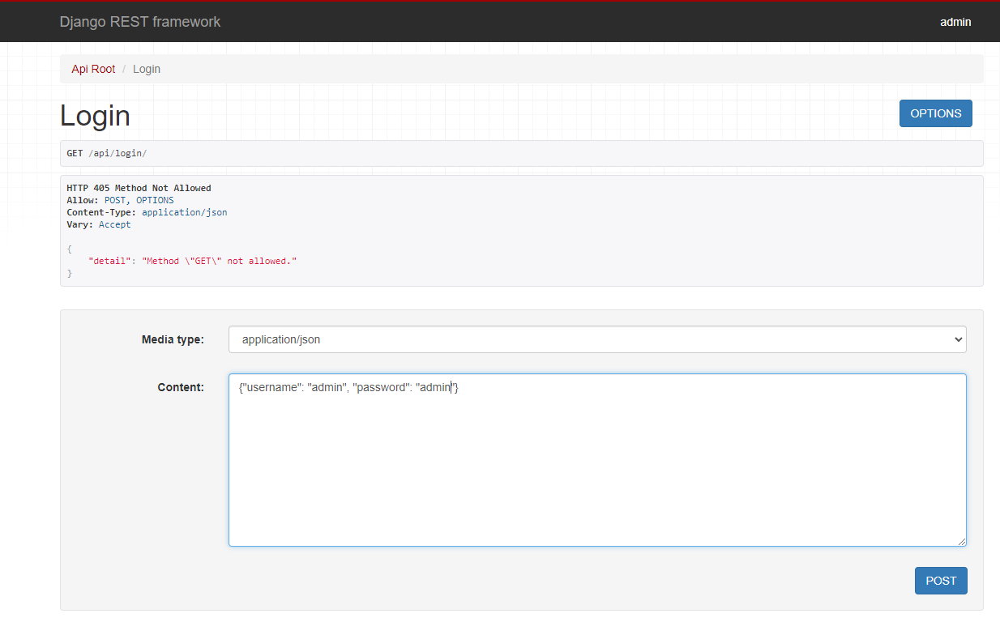 Django REST framework
admin
Api Root / Login
Login
OPTIONS
GET /api/login/
HTTP 405 Method Not Allowed
Allow: POST, OPTIONS
Content-Type: application/json
Vary: Accept
{
"detail": "Method \"GET\" not allowed."
}
Media type:
application/json
Content:
{"username": "admin", "password": "admin"}
POST